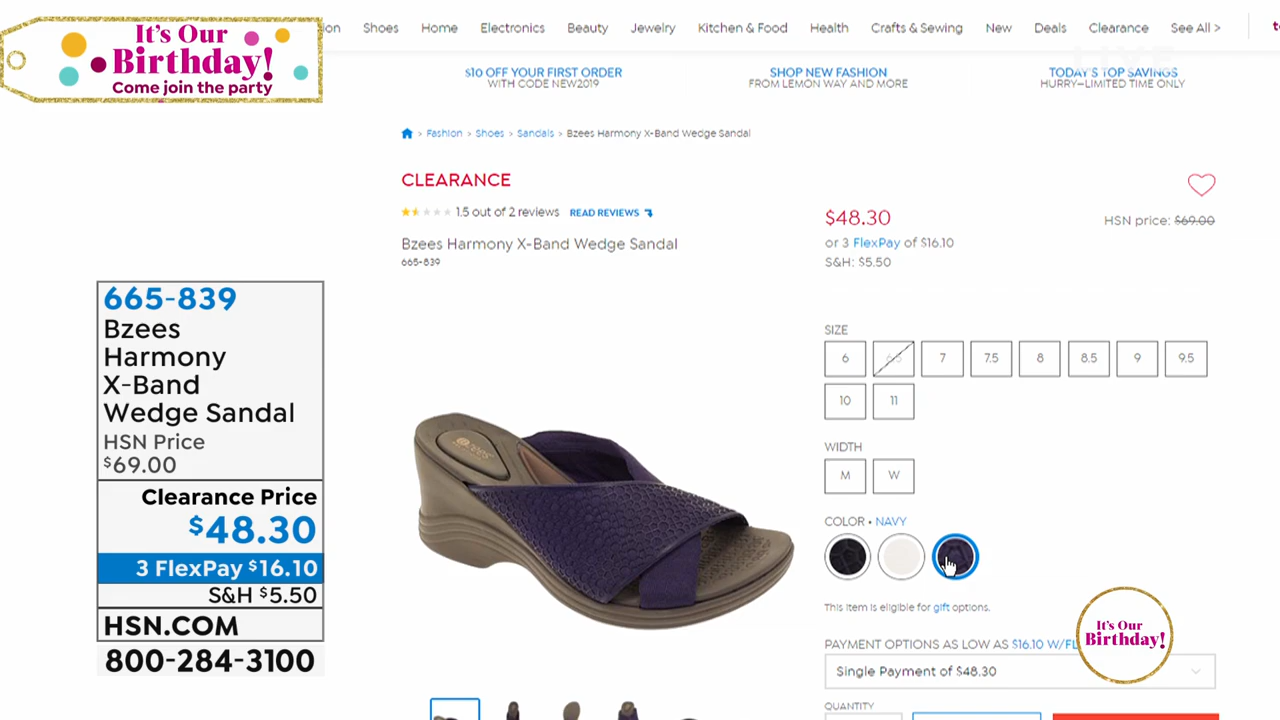 It's Our
Birthday!
Come join the party
Shoes
Home
Electronics
Beauty
Jewelry
Kitchen & Food
Health
Crafts & Sewing
New
Deals
Clearance
See All >
LIVE
$10 OFF YOUR FIRST ORDER
WITH CODE NEW2019
SHOP NEW FASHION
FROM LEMON WAY AND MORE
TODAY'S TOP SAVINGS
HURRY—LIMITED TIME ONLY
> Fashion > Shoes > Sandals > Bzees Harmony X-Band Wedge Sandal
CLEARANCE
1.5 out of 2 reviews READ REVIEWS
Bzees Harmony X-Band Wedge Sandal
665-839
$48.30
HSN price: $69.00
or 3 FlexPay of $16.10
S&H: $5.50
SIZE
6
6.5
7
7.5
8
8.5
9
9.5
10
11
WIDTH
M
W
COLOR • NAVY
This item is eligible for gift options.
PAYMENT OPTIONS AS LOW AS $16.10 W/FL
Single Payment of $48.30
QUANTITY
It's Our
Birthday!
665-839
Bzees
Harmony
X-Band
Wedge Sandal
HSN Price
$69.00
Clearance Price
$48.30
3 FlexPay $16.10
S&H $5.50
HSN.COM
800-284-3100